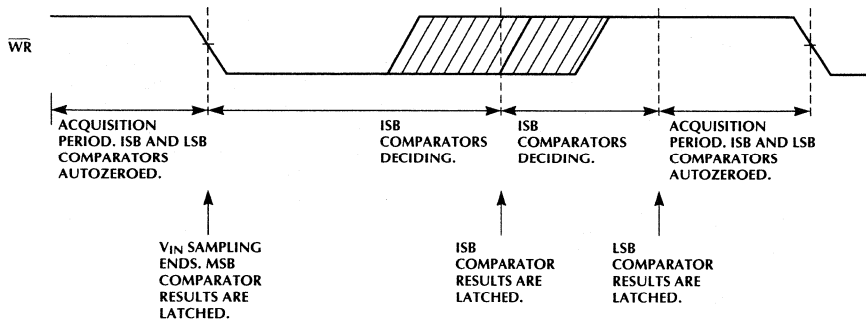 WR
ACQUISITION
PERIOD. ISB AND LSB
COMPARATORS
AUTOZEROED.
ISB
COMPARATORS
DECIDING.
ISB
COMPARATORS
DECIDING.
ACQUISITION
PERIOD. ISB AND LSB
COMPARATORS
AUTOZEROED.
VIN SAMPLING
ENDS. MSB
COMPARATOR
RESULTS ARE
LATCHED.
ISB
COMPARATOR
RESULTS ARE
LATCHED.
LSB
COMPARATOR
RESULTS ARE
LATCHED.